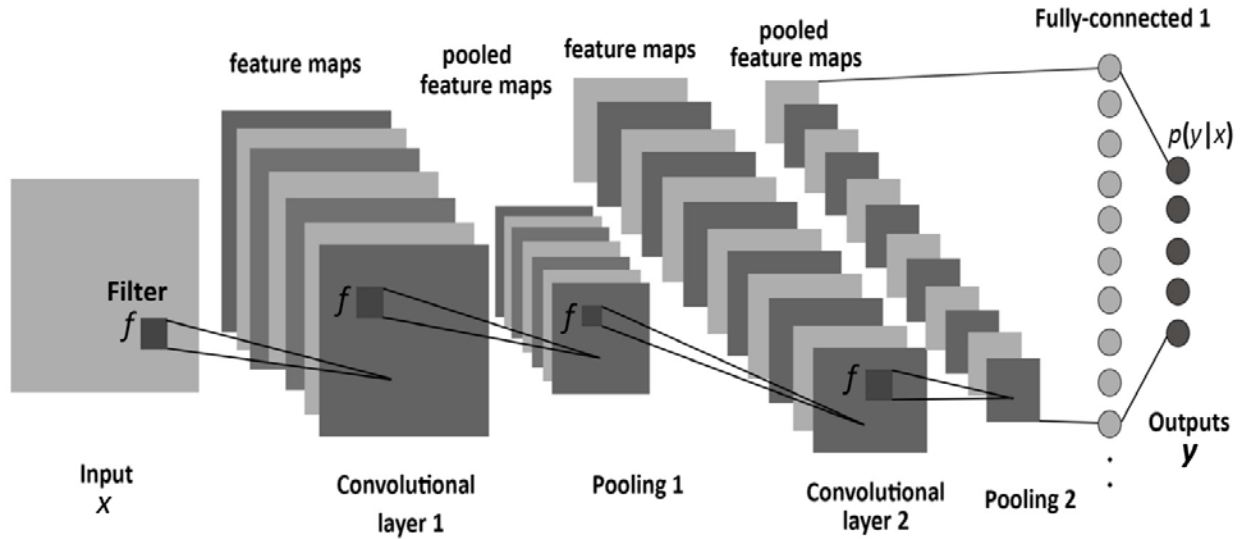 Fully-connected 1
feature maps
pooled
feature maps
feature maps
pooled
feature maps
p(y|x)
Filter
f
f
f
f
Input
x
Convolutional
layer 1
Pooling 1
Convolutional
layer 2
Pooling 2
Outputs
y